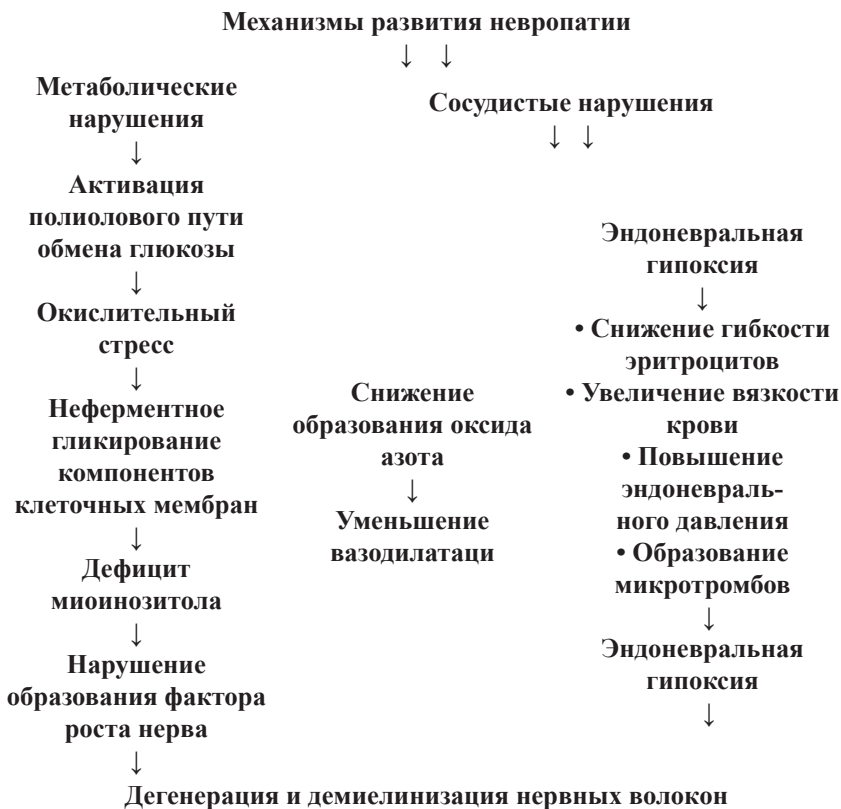 Механизмы развития невропатии
↓ ↓
Метаболические
нарушения
↓
Активация
полиолового пути
обмена глюкозы
↓
Окислительный
стресс
↓
Неферментное
гликирование
компонентов
клеточных мембран
↓
Дефицит
миоинозитола
↓
Нарушение
образования фактора
роста нерва
↓
Сосудистые нарушения
↓ ↓
Снижение
образования оксида
азота
↓
Уменьшение
вазодилатаци
Эндоневральная
гипоксия
↓
• Снижение гибкости
эритроцитов
• Увеличение вязкости
крови
• Повышение
эндоневраль-
ного давления
• Образование
микротромбов
↓
Эндоневральная
гипоксия
↓
Дегенерация и демиелинизация нервных волокон